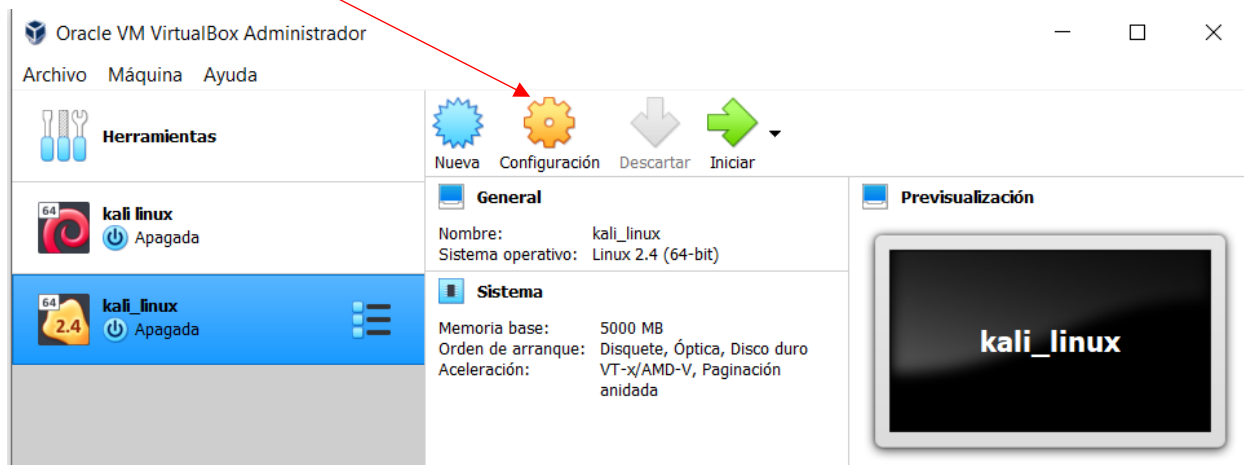 Oracle VM VirtualBox Administrador
Archivo Máquina Ayuda
Herramientas
Nueva Configuración Descartar Iniciar
64
kali linux
Apagada
64
2.4
kali_linux
Apagada
General
Nombre: kali_linux
Sistema operativo: Linux 2.4 (64-bit)
Sistema
Memoria base: 5000 MB
Orden de arranque: Disquete, Óptica, Disco duro
Aceleración: VT-x/AMD-V, Paginación
anidada
Previsualización
kali_linux